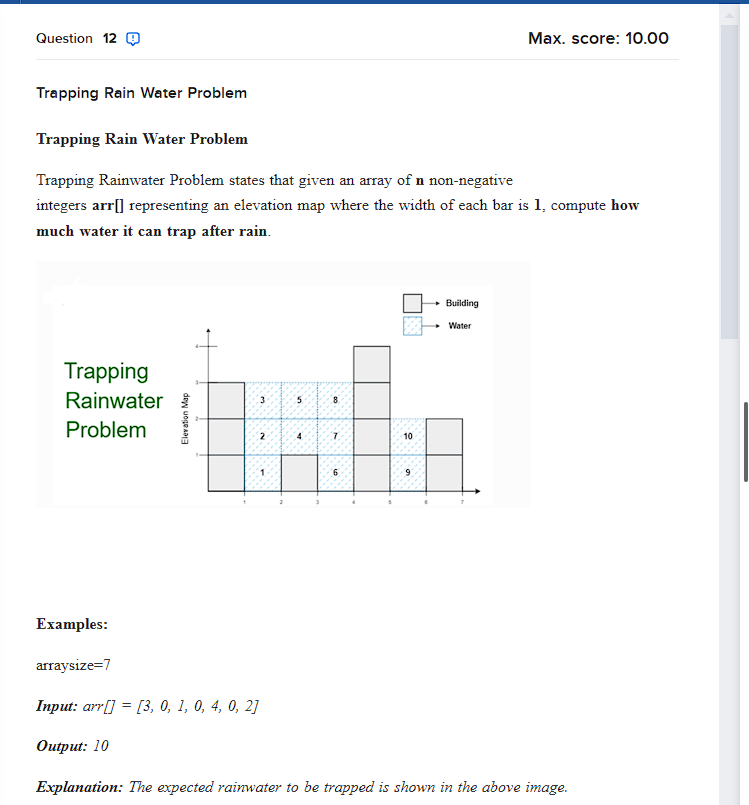 Question 12
Max. score: 10.00
Trapping Rain Water Problem
Trapping Rain Water Problem
Trapping Rainwater Problem states that given an array of n non-negative
integers arr[] representing an elevation map where the width of each bar is 1, compute how
much water it can trap after rain.
Building
Water
Trapping
Rainwater
Problem
Elevation Map
4
3
2
1
3 5 8
2 4 7 10
1 6 9
1 2 3 4 5 6 7
Examples:
arraysize=7
Input: arr[] = [3, 0, 1, 0, 4, 0, 2]
Output: 10
Explanation: The expected rainwater to be trapped is shown in the above image.